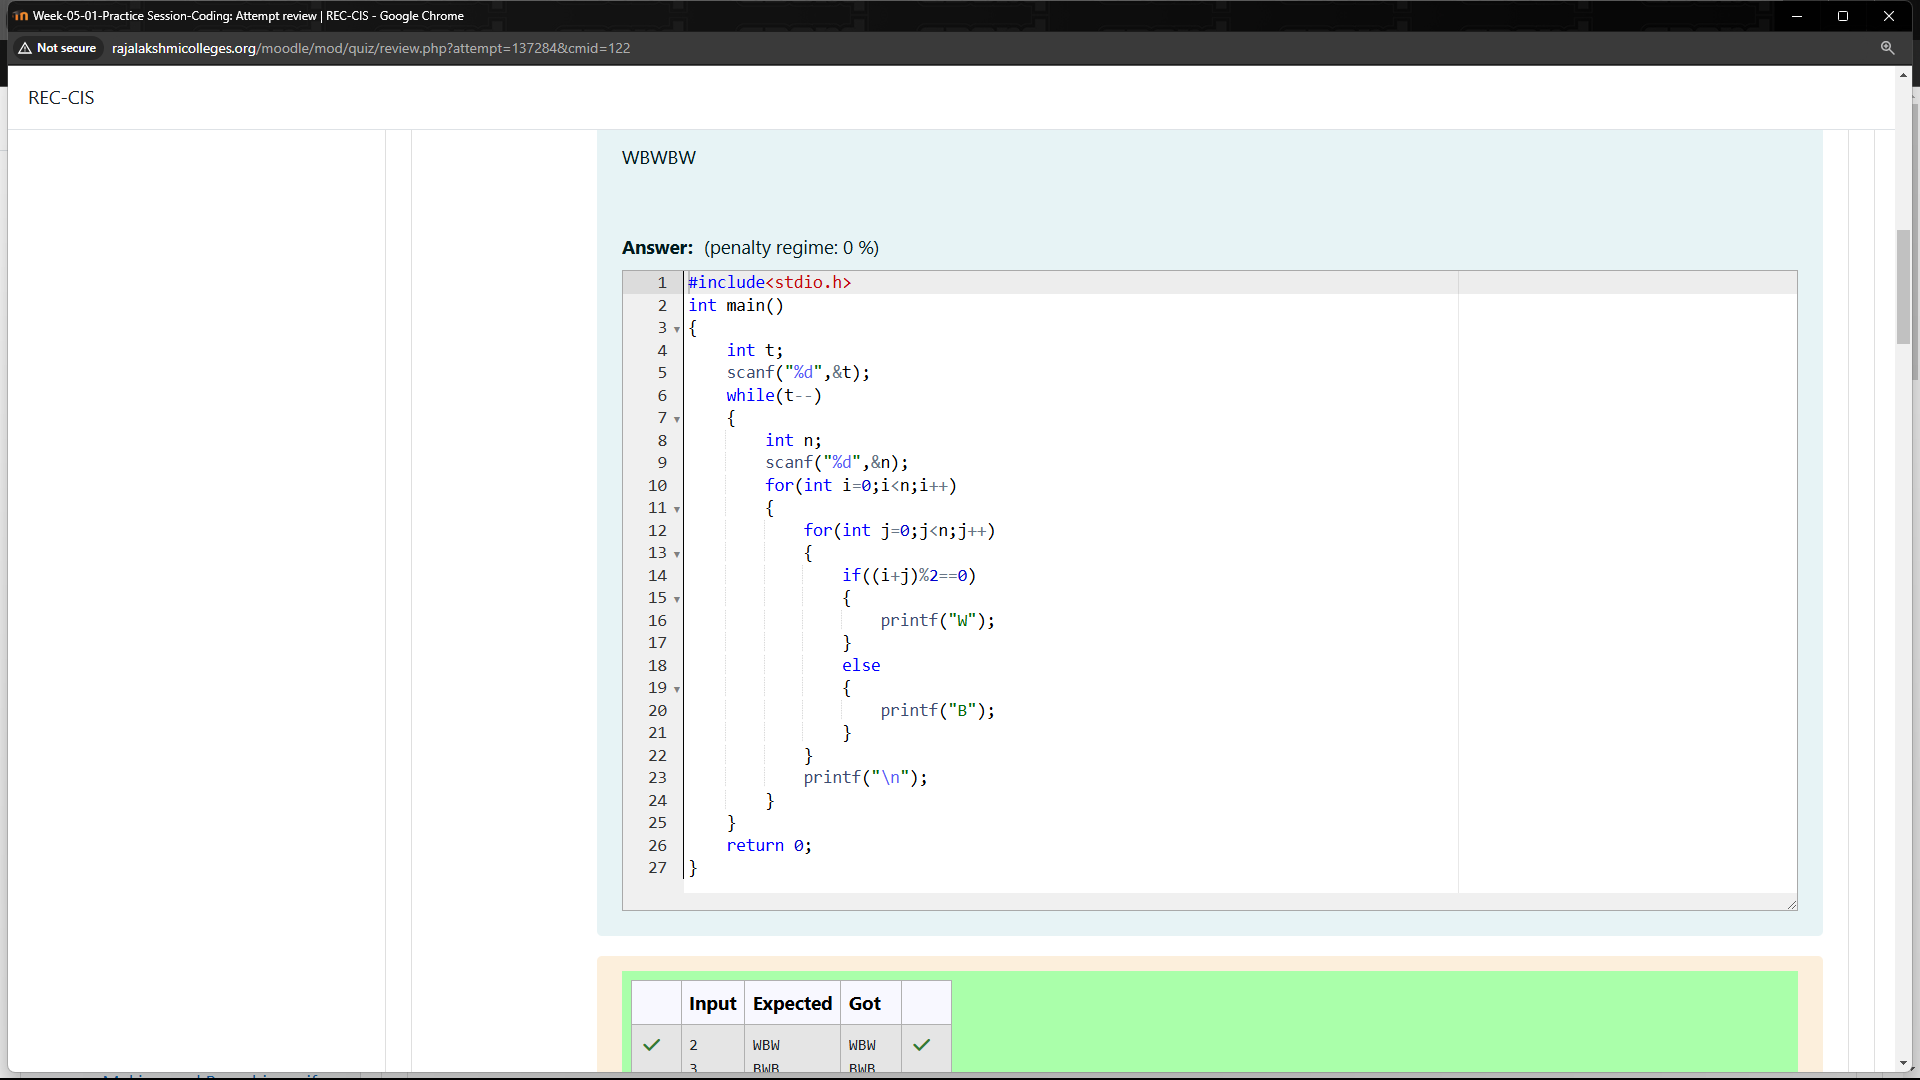 Week-05-01-Practice Session-Coding: Attempt review | REC-CIS - Google Chrome
Not secure rajalakshmicolleges.org/moodle/mod/quiz/review.php?attempt=137284&cmid=122
REC-CIS
WBWBW
Answer: (penalty regime: 0 %)
1 #include<stdio.h>
2 int main()
3 {
4 int t;
5 scanf("%d",&t);
6 while(t--)
7 {
8 int n;
9 scanf("%d",&n);
10 for(int i=0;i<n;i++)
11 {
12 for(int j=0;j<n;j++)
13 {
14 if((i+j)%2==0)
15 {
16 printf("W");
17 }
18 else
19 {
20 printf("B");
21 }
22 }
23 printf("\n");
24 }
25 }
26 return 0;
27 }
Input Expected Got
2 WBW WBW
3 BWB BWB